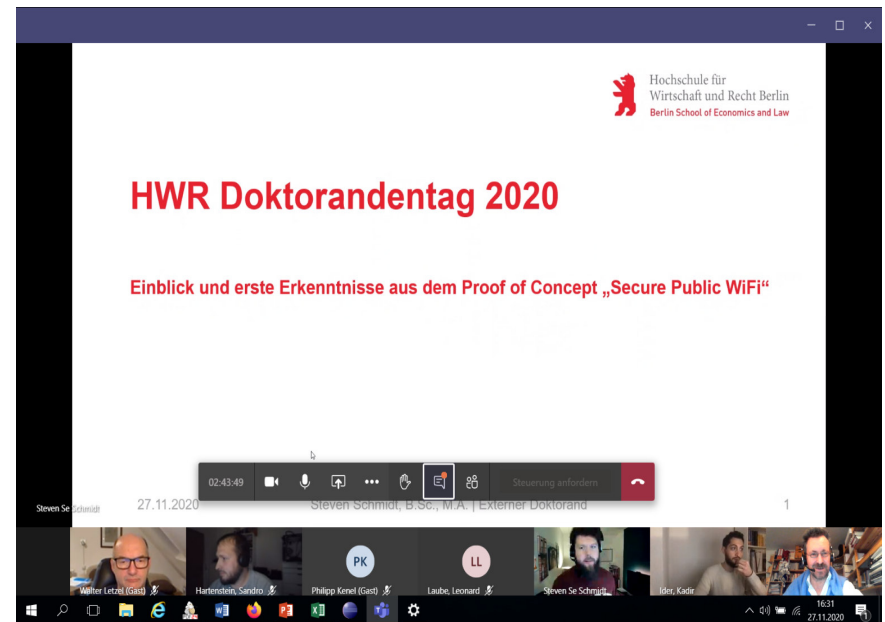 Hochschule für
Wirtschaft und Recht Berlin
Berlin School of Economics and Law
HWR Doktorandentag 2020
Einblick und erste Erkenntnisse aus dem Proof of Concept „Secure Public WiFi“
02:43:49
Steuerung anfordern
Steven Se Schmidt
27.11.2020
Steven Schmidt, B.Sc., M.A. | Externer Doktorand
1
PK
LL
Walter Letzel (Gast)
Hartenstein, Sandro
Philipp Kenel (Gast)
Laube, Leonard
Steven Se Schmidt
Ider, Kadir
16:31
27.11.2020